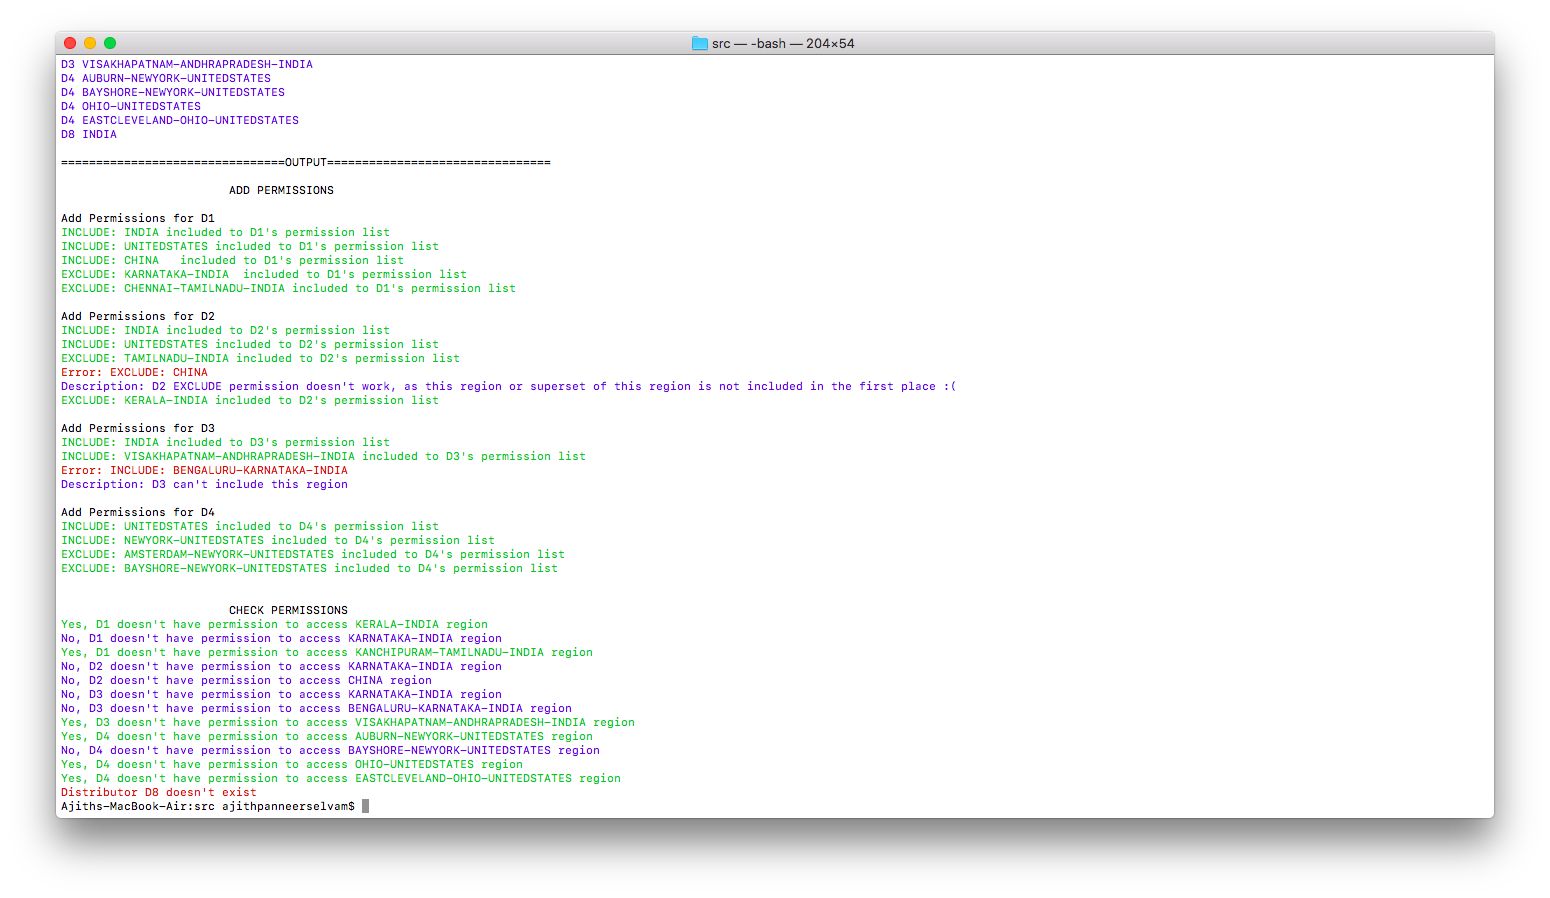 src — -bash — 204×54
D3 VISAKHAPATNAM-ANDHRAPRADESH-INDIA
D4 AUBURN-NEWYORK-UNITEDSTATES
D4 BAYSHORE-NEWYORK-UNITEDSTATES
D4 OHIO-UNITEDSTATES
D4 EASTCLEVELAND-OHIO-UNITEDSTATES
D8 INDIA
================================OUTPUT================================
ADD PERMISSIONS
Add Permissions for D1
INCLUDE: INDIA included to D1's permission list
INCLUDE: UNITEDSTATES included to D1's permission list
INCLUDE: CHINA   included to D1's permission list
EXCLUDE: KARNATAKA-INDIA  included to D1's permission list
EXCLUDE: CHENNAI-TAMILNADU-INDIA included to D1's permission list
Add Permissions for D2
INCLUDE: INDIA included to D2's permission list
INCLUDE: UNITEDSTATES included to D2's permission list
EXCLUDE: TAMILNADU-INDIA included to D2's permission list
Error: EXCLUDE: CHINA
Description: D2 EXCLUDE permission doesn't work, as this region or superset of this region is not included in the first place :(
EXCLUDE: KERALA-INDIA included to D2's permission list
Add Permissions for D3
INCLUDE: INDIA included to D3's permission list
INCLUDE: VISAKHAPATNAM-ANDHRAPRADESH-INDIA included to D3's permission list
Error: INCLUDE: BENGALURU-KARNATAKA-INDIA
Description: D3 can't include this region
Add Permissions for D4
INCLUDE: UNITEDSTATES included to D4's permission list
INCLUDE: NEWYORK-UNITEDSTATES included to D4's permission list
EXCLUDE: AMSTERDAM-NEWYORK-UNITEDSTATES included to D4's permission list
EXCLUDE: BAYSHORE-NEWYORK-UNITEDSTATES included to D4's permission list
CHECK PERMISSIONS
Yes, D1 doesn't have permission to access KERALA-INDIA region
No, D1 doesn't have permission to access KARNATAKA-INDIA region
Yes, D1 doesn't have permission to access KANCHIPURAM-TAMILNADU-INDIA region
No, D2 doesn't have permission to access KARNATAKA-INDIA region
No, D2 doesn't have permission to access CHINA region
No, D3 doesn't have permission to access KARNATAKA-INDIA region
No, D3 doesn't have permission to access BENGALURU-KARNATAKA-INDIA region
Yes, D3 doesn't have permission to access VISAKHAPATNAM-ANDHRAPRADESH-INDIA region
Yes, D4 doesn't have permission to access AUBURN-NEWYORK-UNITEDSTATES region
No, D4 doesn't have permission to access BAYSHORE-NEWYORK-UNITEDSTATES region
Yes, D4 doesn't have permission to access OHIO-UNITEDSTATES region
Yes, D4 doesn't have permission to access EASTCLEVELAND-OHIO-UNITEDSTATES region
Distributor D8 doesn't exist
Ajiths-MacBook-Air:src ajithpanneerselvam$